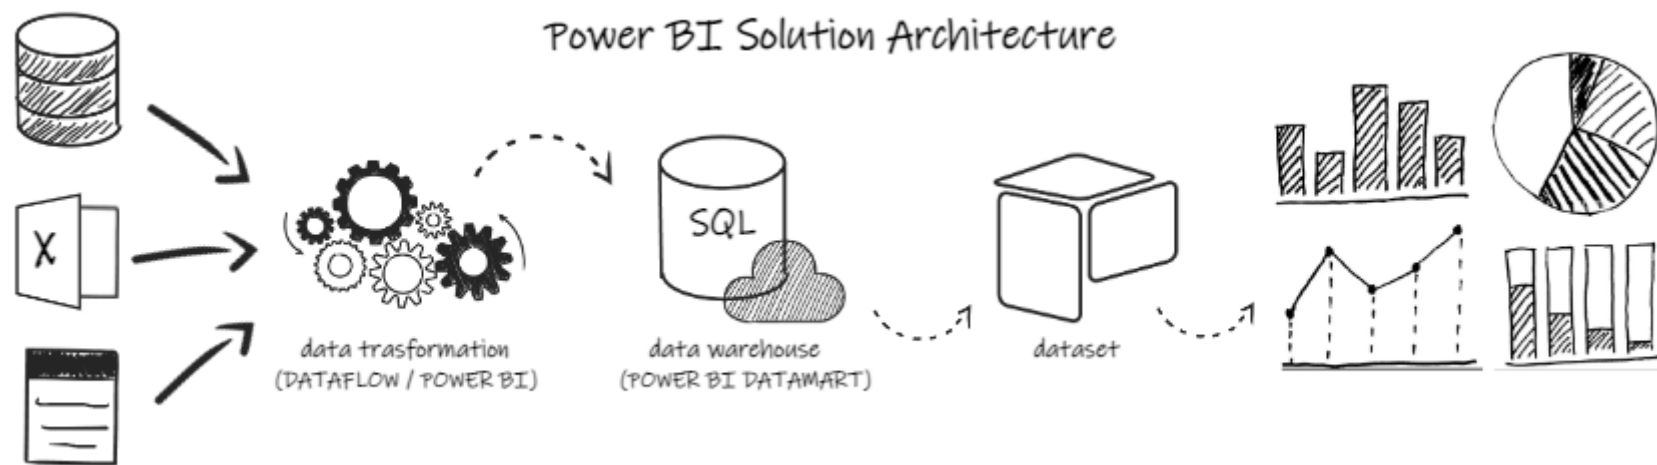 Power BI Solution Architecture
X
SQL
data trasformation
(DATAFLOW / POWER BI)
data warehouse
(POWER BI DATAMART)
dataset